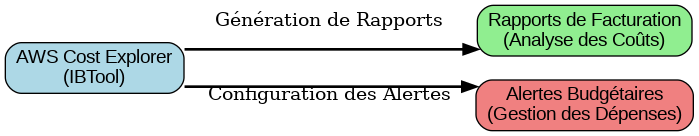 AWS Cost Explorer
(IBTool)
Génération de Rapports
Rapports de Facturation
(Analyse des Coûts)
Configuration des Alertes
Alertes Budgétaires
(Gestion des Dépenses)